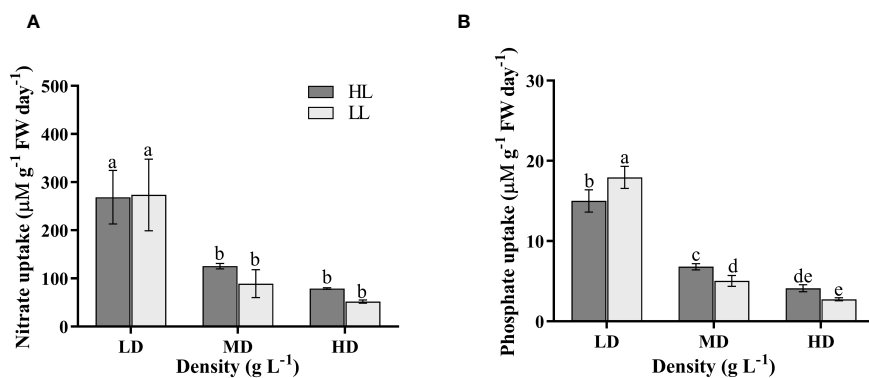 A
Nitrate uptake (μM g⁻¹ FW day⁻¹)
500
400
300
200
100
0
HL
LL
a a
b b
b b
LD MD HD
Density (g L⁻¹)
B
Phosphate uptake (μM g⁻¹ FW day⁻¹)
30
20
10
0
b a
c d
de e
LD MD HD
Density (g L⁻¹)